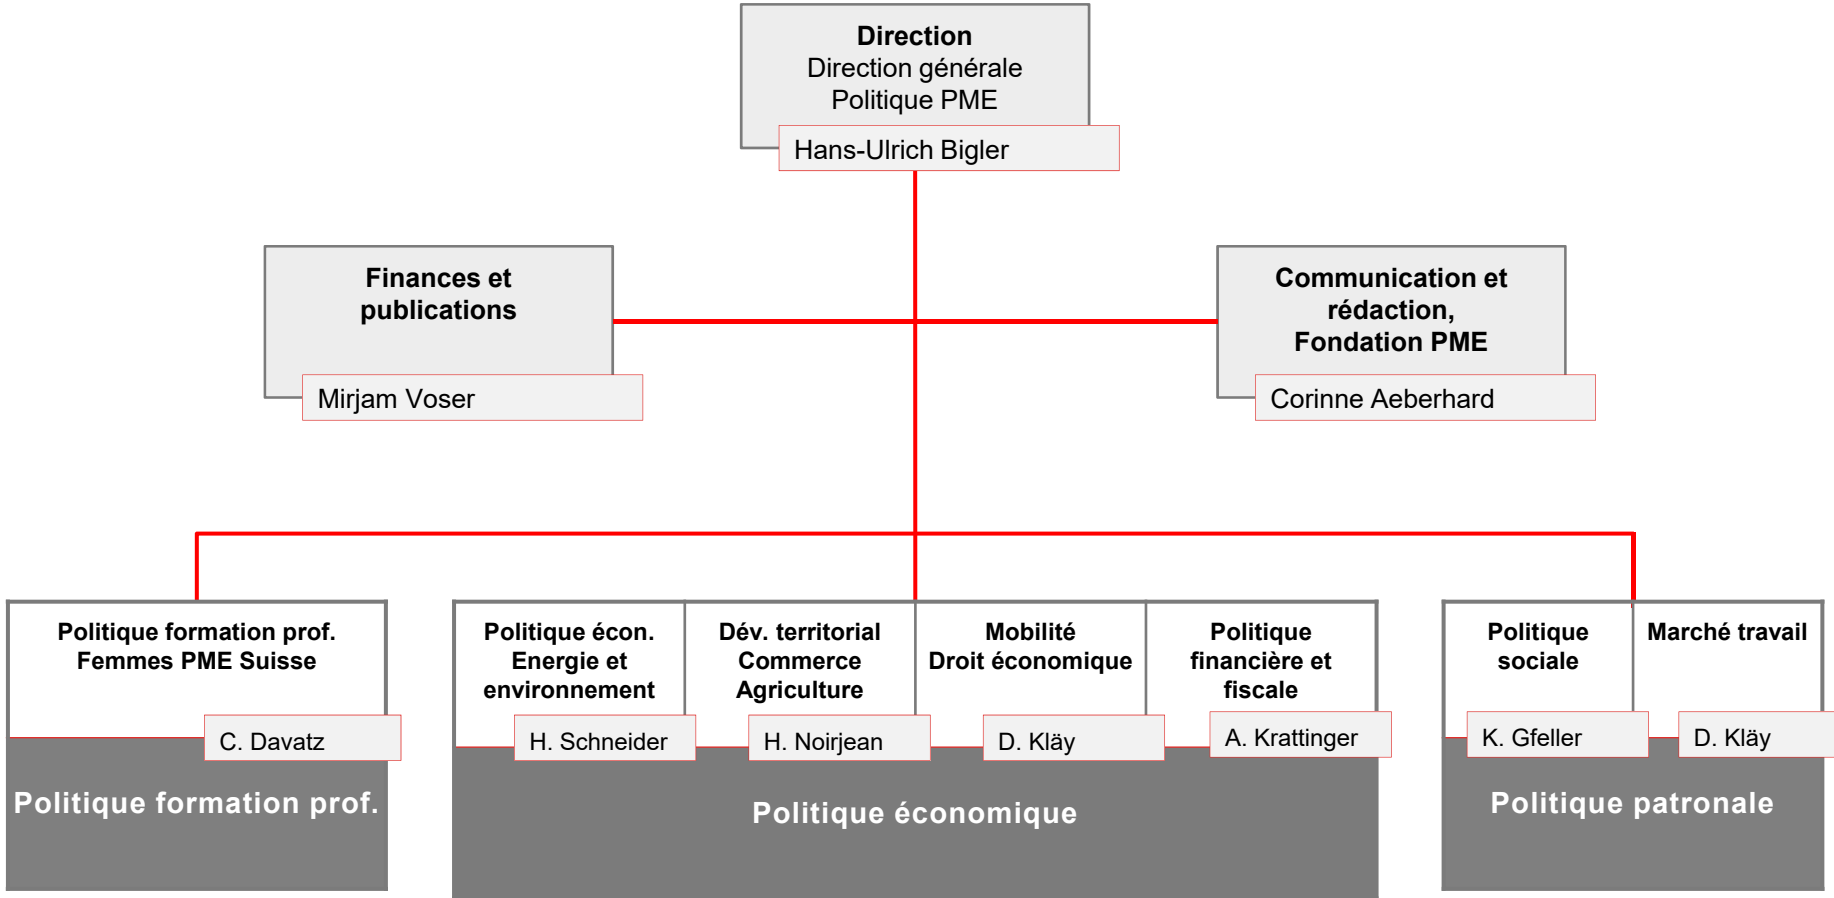 Direction
Direction générale
Politique PME
Hans-Ulrich Bigler
Finances et
publications
Mirjam Voser
Communication et
rédaction,
Fondation PME
Corinne Aeberhard
Politique formation prof.
Femmes PME Suisse
C. Davatz
Politique formation prof.
Politique écon.
Energie et
environnement
H. Schneider
Dév. territorial
Commerce
Agriculture
H. Noirjean
Mobilité
Droit économique
D. Kläy
Politique
financière et
fiscale
A. Krattinger
Politique économique
Politique
sociale
K. Gfeller
Marché travail
D. Kläy
Politique patronale